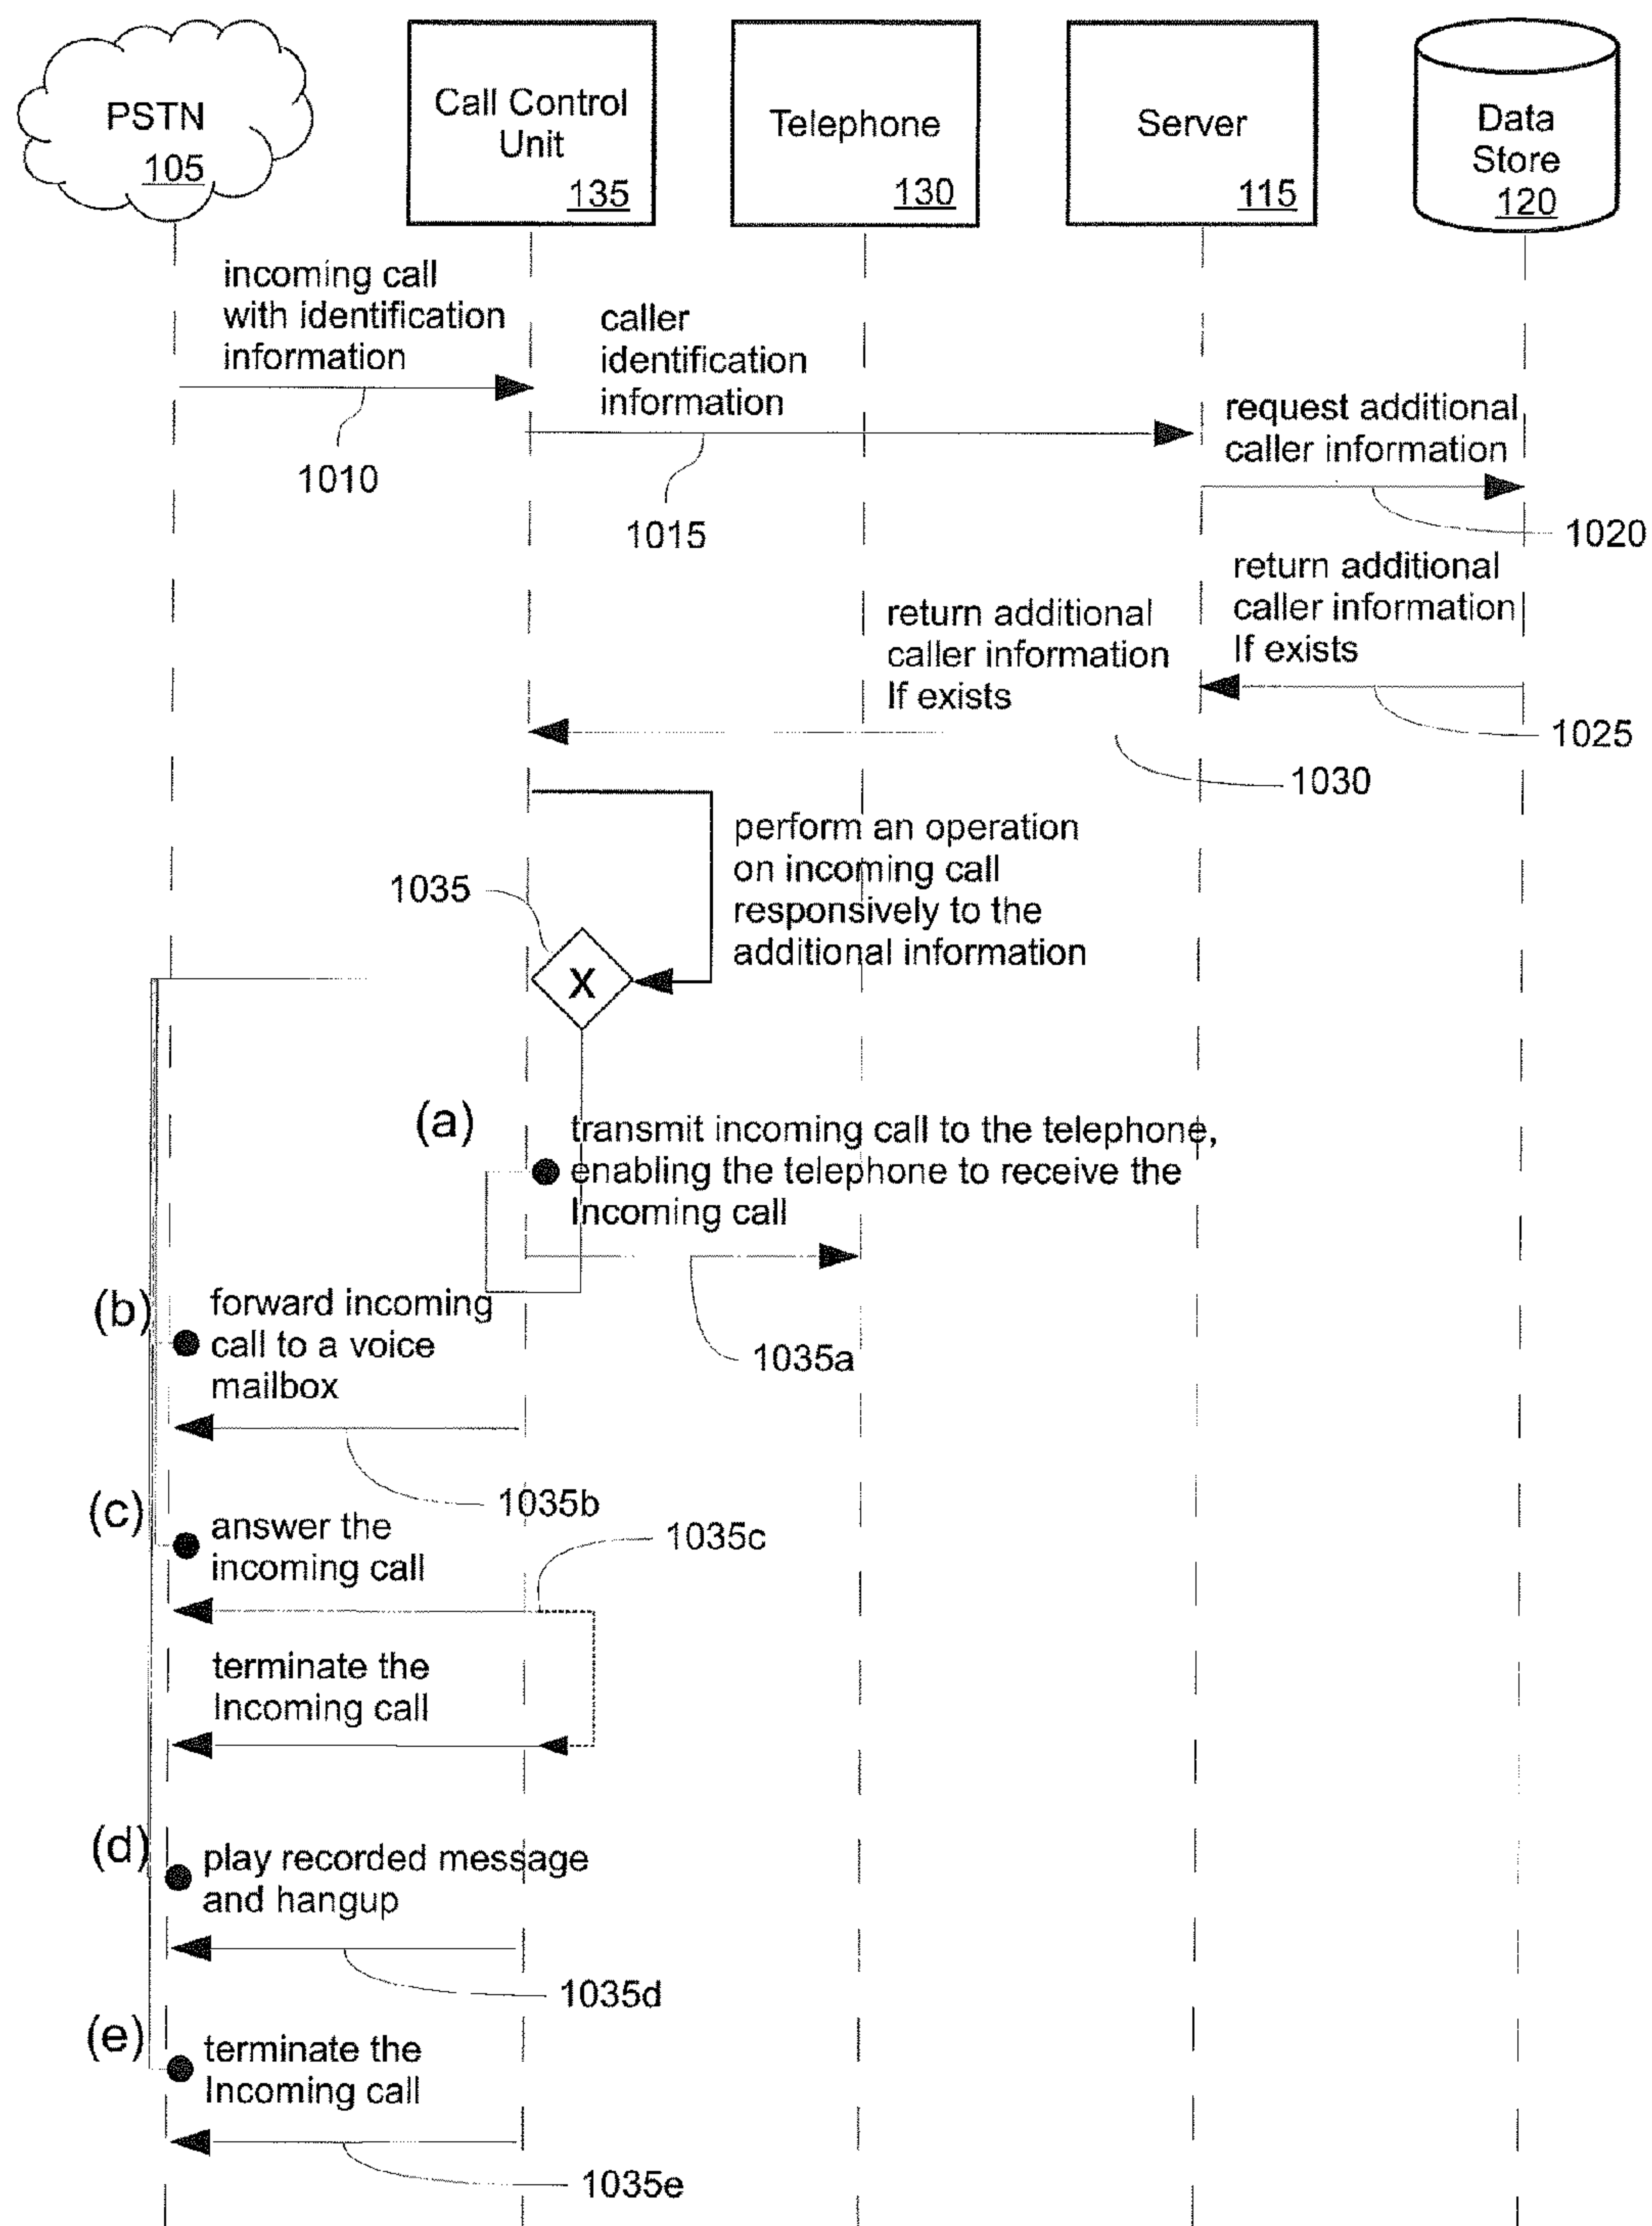 PSTN
105
Call Control
Unit
135
Telephone
130
Server
115
Data
Store
120
incoming call
with identification
information
1010
caller
identification
information
1015
request additional
caller information
1020
return additional
caller information
If exists
1025
return additional
caller information
If exists
1030
perform an operation
on incoming call
responsively to the
additional information
1035
X
(a)
transmit incoming call to the telephone,
enabling the telephone to receive the
Incoming call
1035a
(b)
forward incoming
call to a voice
mailbox
1035b
(c)
answer the
incoming call
1035c
terminate the
Incoming call
(d)
play recorded message
and hangup
1035d
(e)
terminate the
Incoming call
1035e